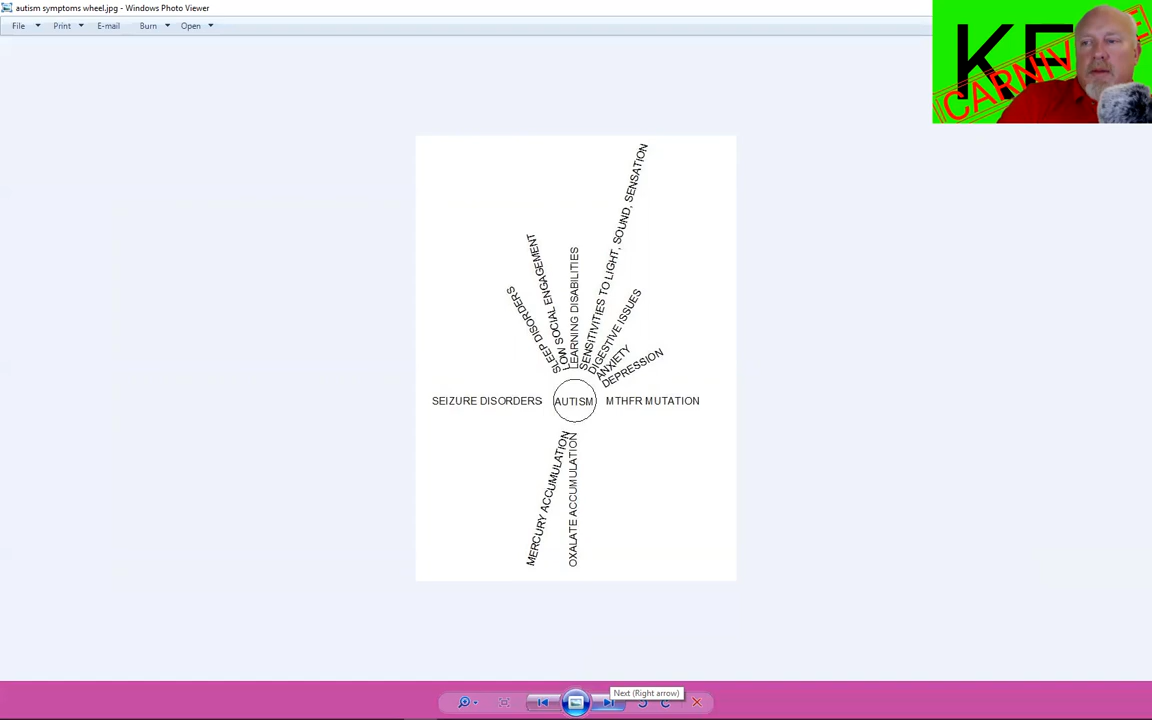 autism symptoms wheel.jpg - Windows Photo Viewer
File Print E-mail Burn Open
CARNIV
SLEEP DISORDERS
LOW SOCIAL ENGAGEMENT
LEARNING DISABILITIES
SENSITIVITIES TO LIGHT, SOUND, SENSATION
DIGESTIVE ISSUES
ANXIETY
DEPRESSION
SEIZURE DISORDERS
AUTISM
MTHFR MUTATION
MERCURY ACCUMULATION
OXALATE ACCUMULATION
Next (Right arrow)